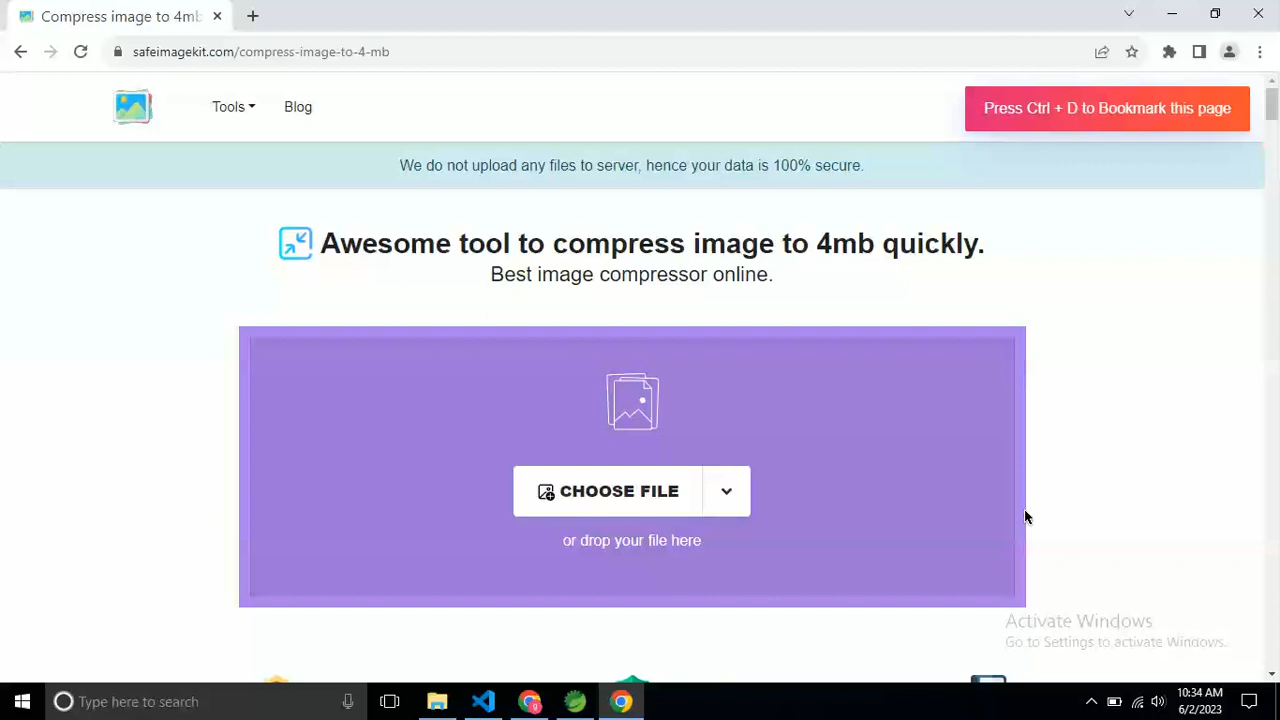 Compress image to 4mb
safeimagekit.com/compress-image-to-4-mb
Tools
Blog
Press Ctrl + D to Bookmark this page
We do not upload any files to server, hence your data is 100% secure.
Awesome tool to compress image to 4mb quickly.
Best image compressor online.
CHOOSE FILE
or drop your file here
Activate Windows
Go to Settings to activate Windows.
Type here to search
9
10:34 AM
6/2/2023